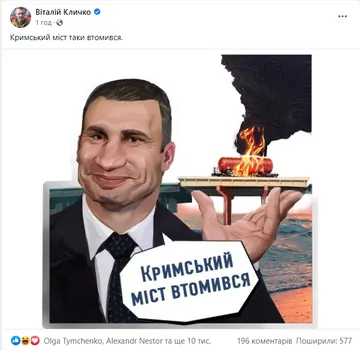 Віталій Кличко
1 год ·
Кримський міст таки втомився.
Кримський
міст втомився
Olga Tymchenko, Alexandr Nestor та ще 10 тис.
196 коментарів Поширили: 577